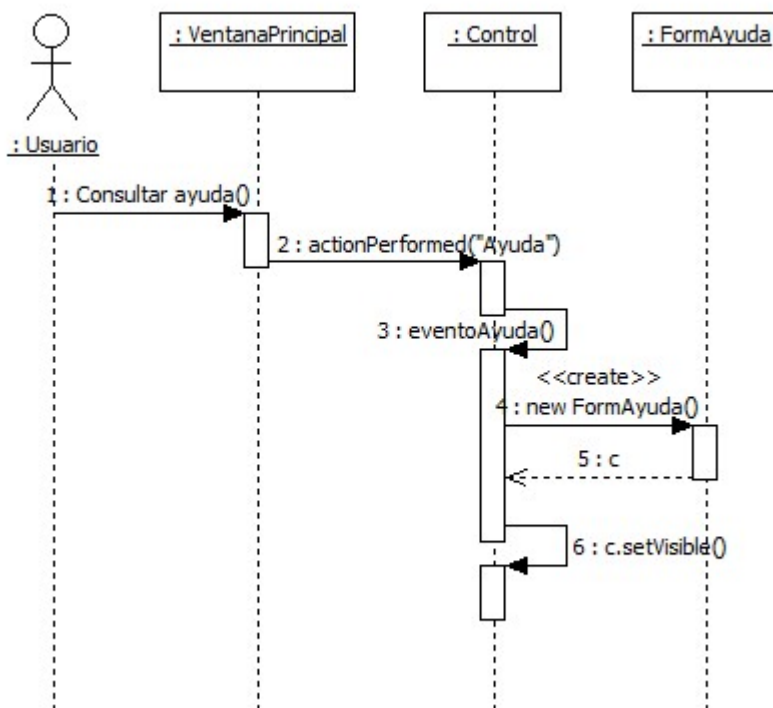 : VentanaPrincipal
: Control
: FormAyuda
: Usuario
1 : Consultar ayuda()
2 : actionPerformed("Ayuda")
3 : eventoAyuda()
<<create>>
4 : new FormAyuda()
5 : c
6 : c.setVisible()